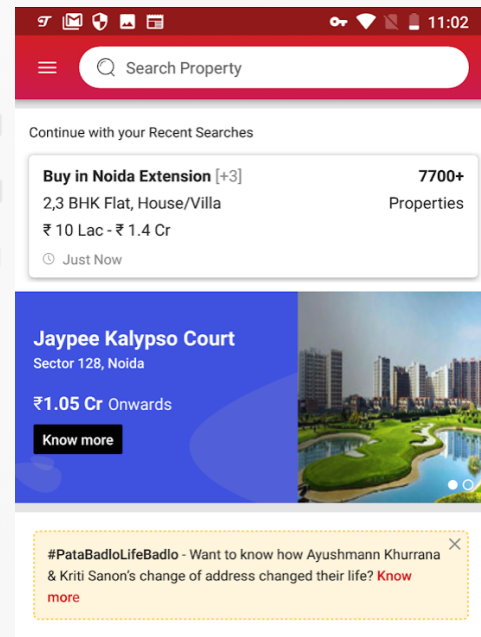 11:02
Search Property
Continue with your Recent Searches
Buy in Noida Extension [+3]
7700+
2,3 BHK Flat, House/Villa
Properties
₹ 10 Lac - ₹ 1.4 Cr
Just Now
Jaypee Kalypso Court
Sector 128, Noida
₹1.05 Cr Onwards
Know more
#PataBadloLifeBadlo - Want to know how Ayushmann Khurrana
& Kriti Sanon's change of address changed their life? Know
more